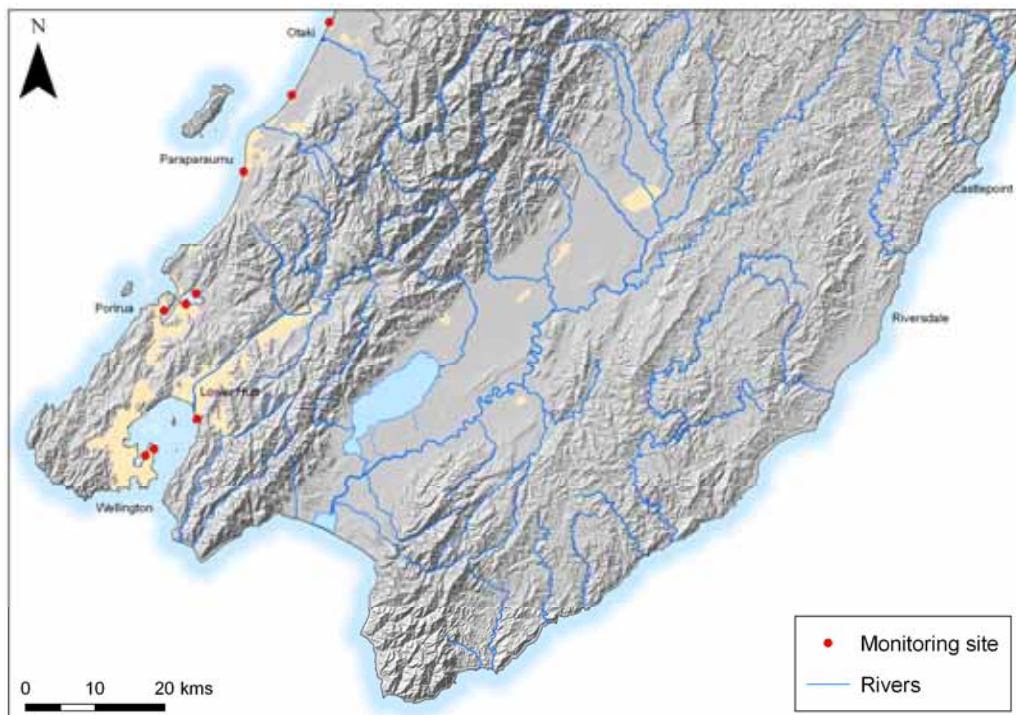 N
Otaki
Paraparaumu
Castlepoint
Porirua
Riversdale
Lower Hutt
Wellington
Monitoring site
Rivers
0 10 20 kms